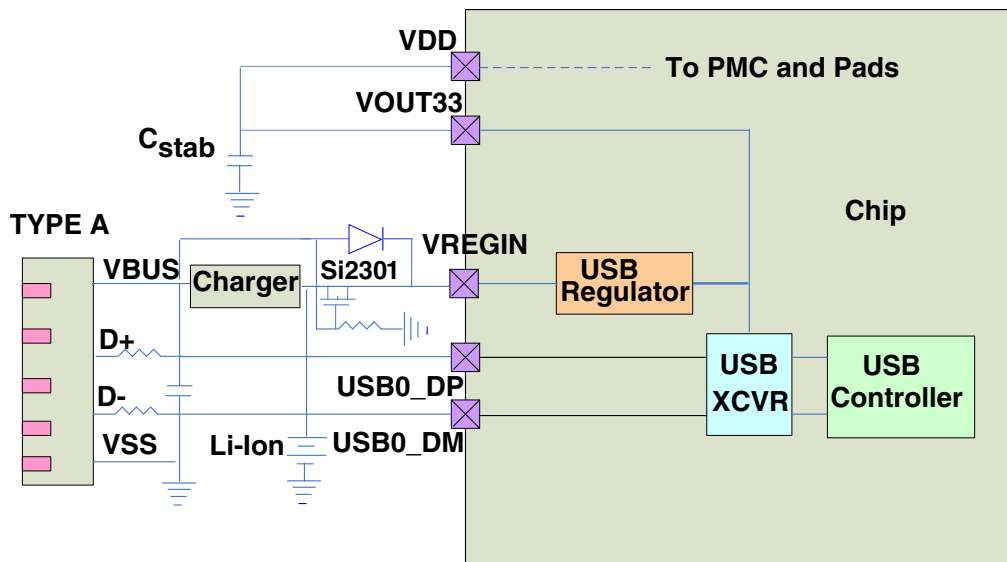 VDD
To PMC and Pads
VOUT33
Cstab
Chip
TYPE A
VREGIN
VBUS
Charger
Si2301
USB
Regulator
D+
USB0_DP
USB
XCVR
USB
Controller
D-
VSS
Li-Ion
USB0_DM